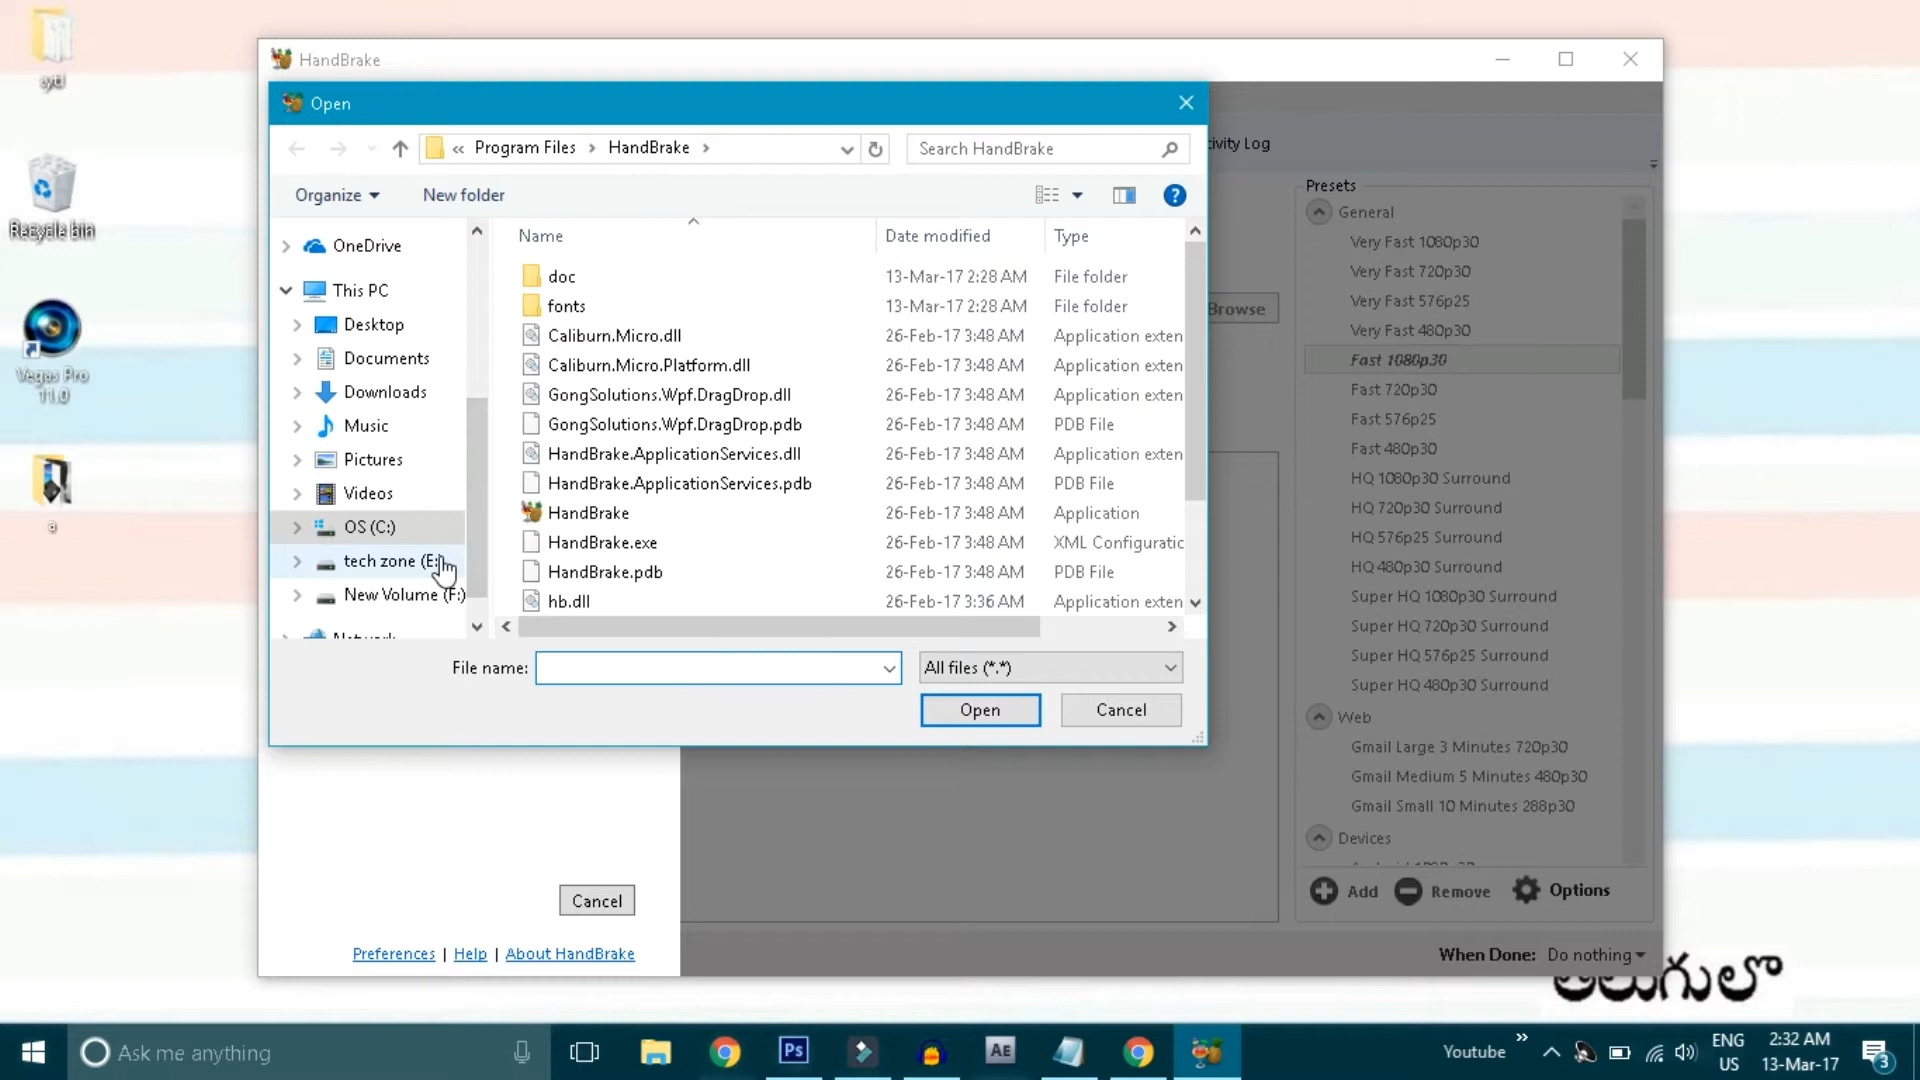 cytl
Recycle bin
Vegas Pro
11.0
a
HandBrake
Open
« Program Files › HandBrake ›
Search HandBrake
ivity Log
Organize
New folder
?
OneDrive
This PC
Desktop
Documents
Downloads
Music
Pictures
Videos
OS (C:)
tech zone (E:)
New Volume (F:)
Network
Name Date modified Type
doc 13-Mar-17 2:28 AM File folder
fonts 13-Mar-17 2:28 AM File folder
Caliburn.Micro.dll 26-Feb-17 3:48 AM Application exten
Caliburn.Micro.Platform.dll 26-Feb-17 3:48 AM Application exten
GongSolutions.Wpf.DragDrop.dll 26-Feb-17 3:48 AM Application exten
GongSolutions.Wpf.DragDrop.pdb 26-Feb-17 3:48 AM PDB File
HandBrake.ApplicationServices.dll 26-Feb-17 3:48 AM Application exten
HandBrake.ApplicationServices.pdb 26-Feb-17 3:48 AM PDB File
HandBrake 26-Feb-17 3:48 AM Application
HandBrake.exe 26-Feb-17 3:48 AM XML Configuratic
HandBrake.pdb 26-Feb-17 3:48 AM PDB File
hb.dll 26-Feb-17 3:36 AM Application exten
File name:
All files (*.*)
Open
Cancel
Browse
Presets
General
Very Fast 1080p30
Very Fast 720p30
Very Fast 576p25
Very Fast 480p30
Fast 1080p30
Fast 720p30
Fast 576p25
Fast 480p30
HQ 1080p30 Surround
HQ 720p30 Surround
HQ 576p25 Surround
HQ 480p30 Surround
Super HQ 1080p30 Surround
Super HQ 720p30 Surround
Super HQ 576p25 Surround
Super HQ 480p30 Surround
Web
Gmail Large 3 Minutes 720p30
Gmail Medium 5 Minutes 480p30
Gmail Small 10 Minutes 288p30
Devices
Add Remove Options
Cancel
Preferences | Help | About HandBrake
When Done: Do nothing
తెలుగులో
Ask me anything
Ps
AE
Youtube »
ENG
US
2:32 AM
13-Mar-17
3